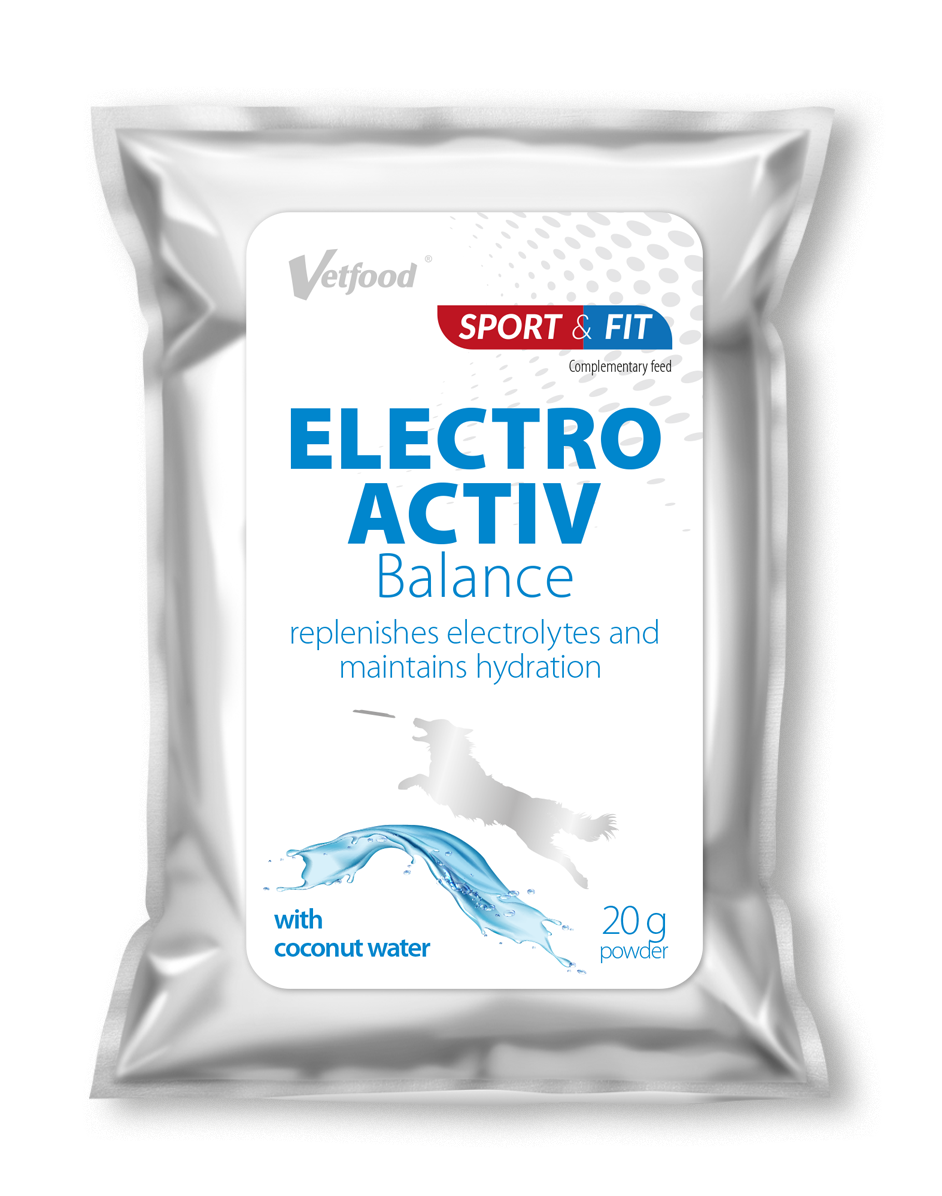 Vetfood®
SPORT & FIT
Complementary feed
ELECTRO
ACTIV
Balance
replenishes electrolytes and
maintains hydration
with
coconut water
20 g
powder